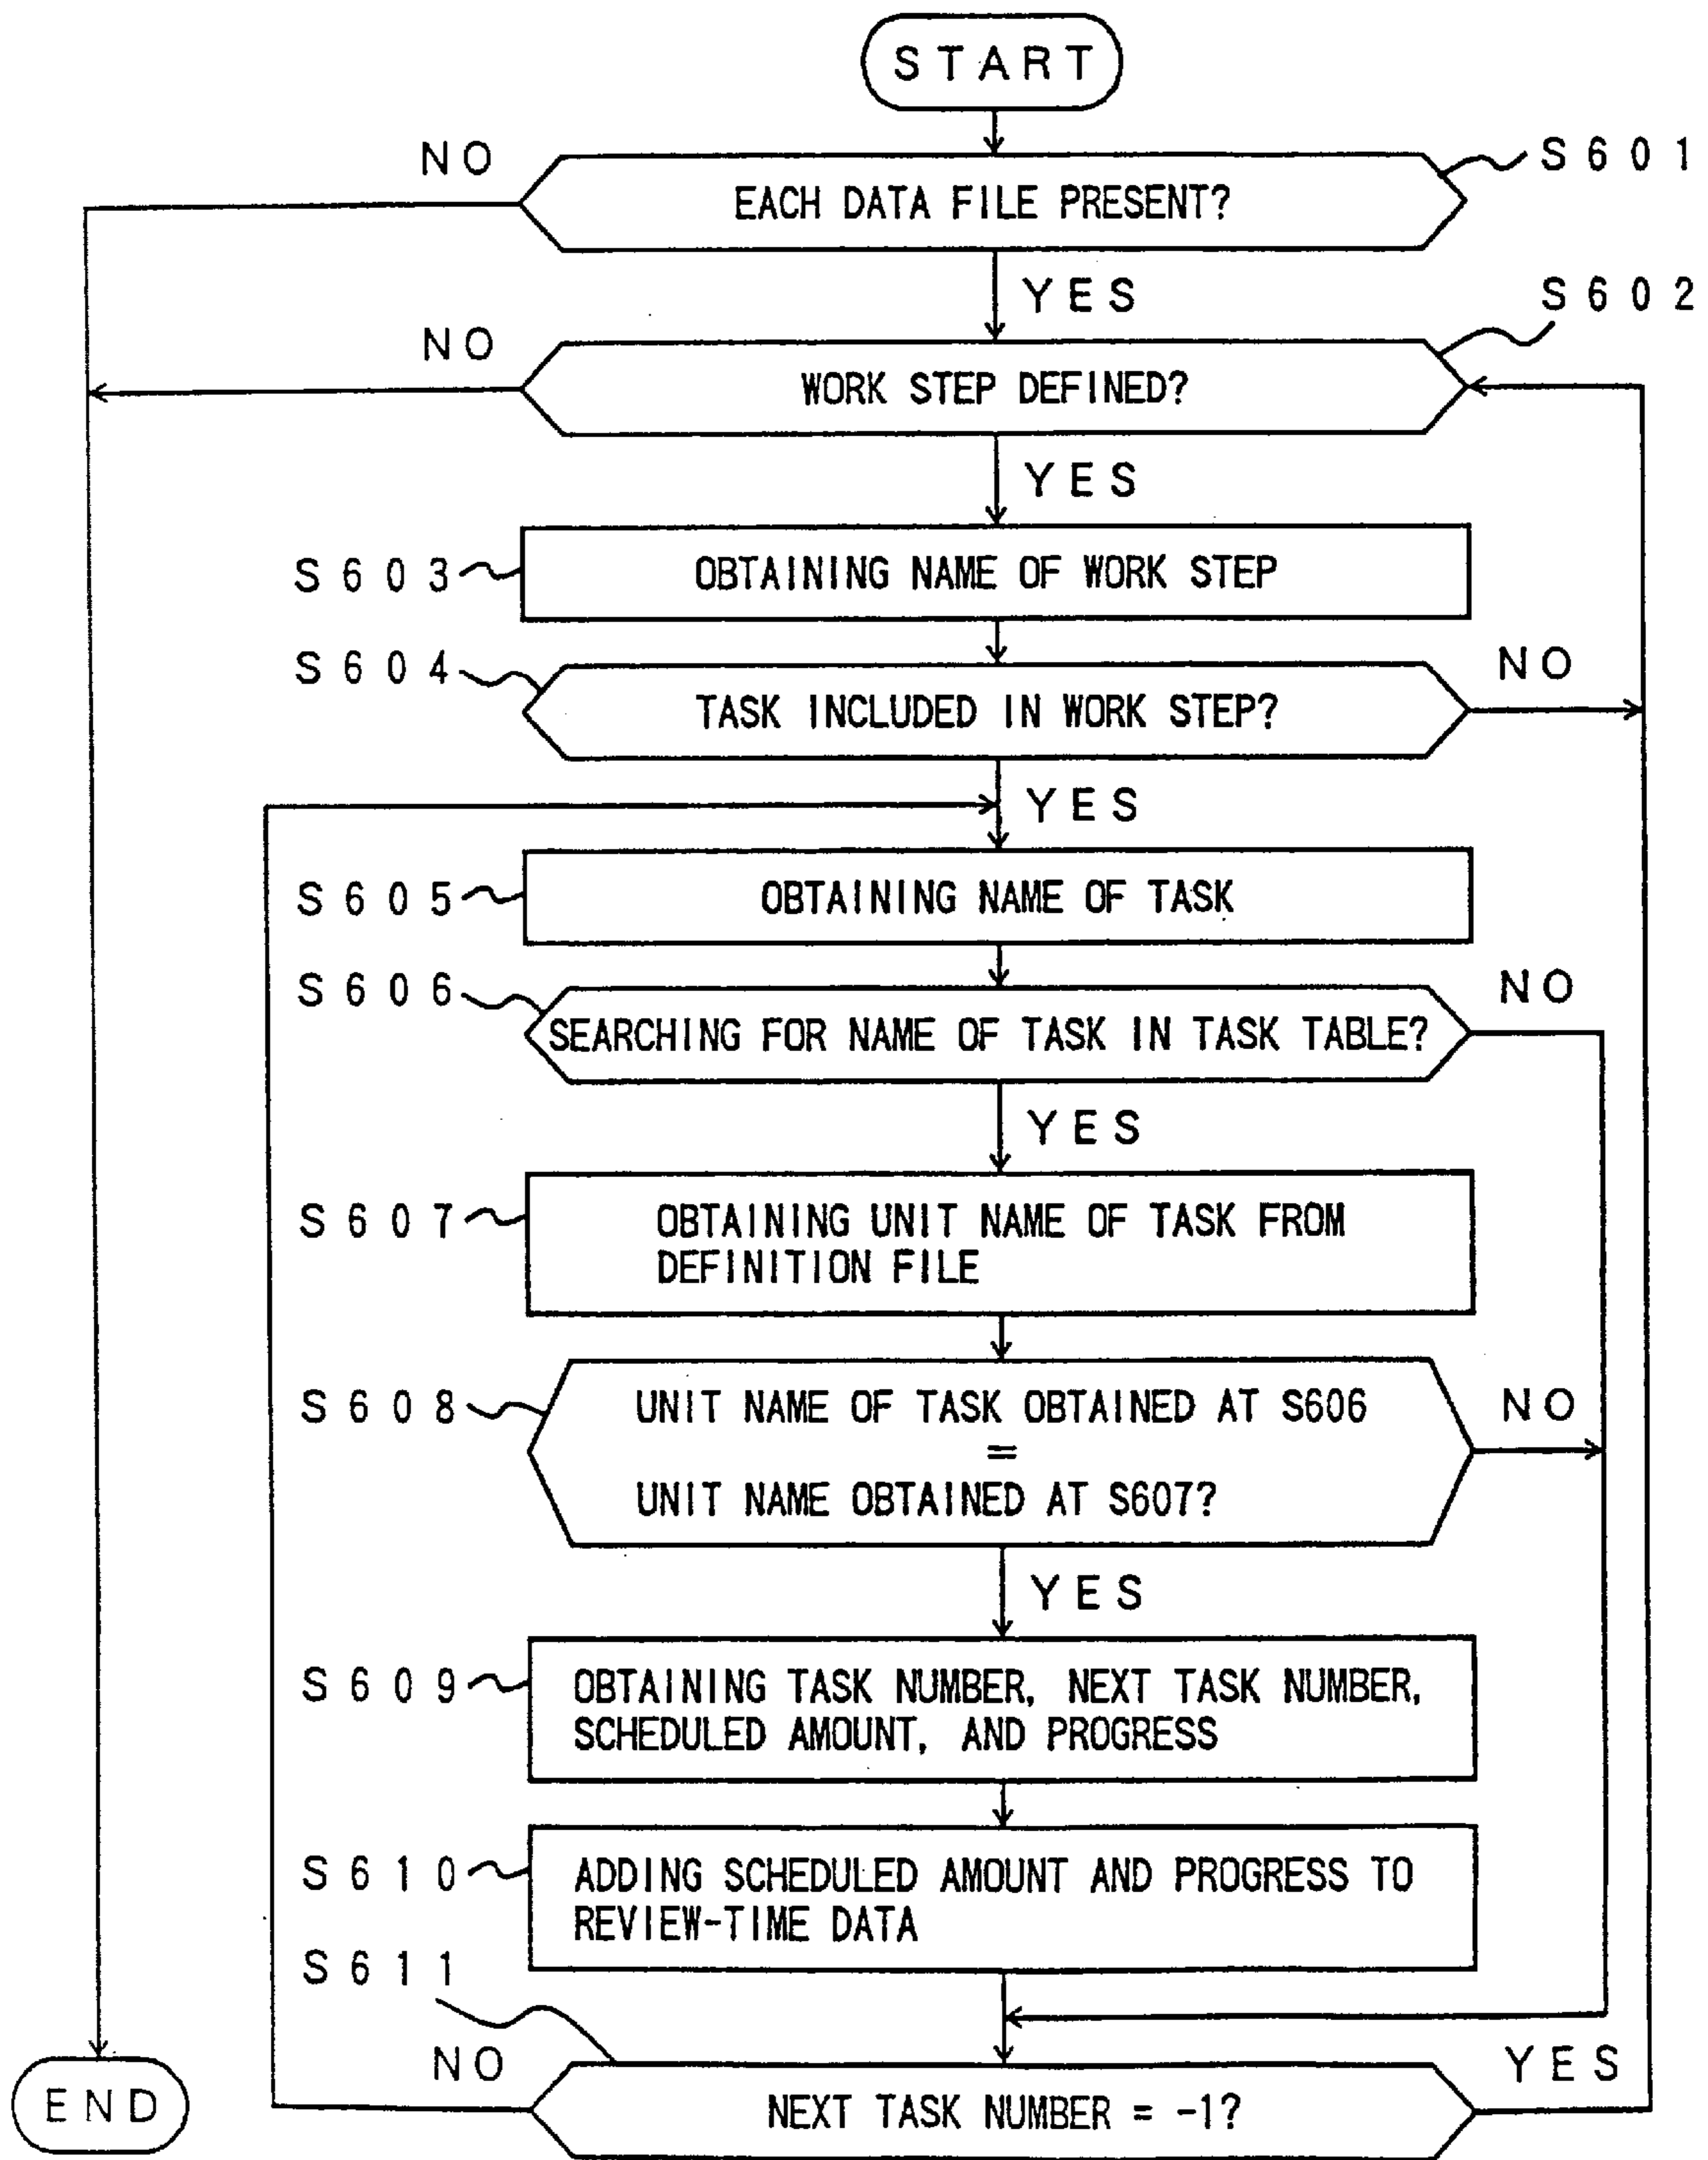 START
NO
S601
EACH DATA FILE PRESENT?
YES
S602
NO
WORK STEP DEFINED?
YES
S603
OBTAINING NAME OF WORK STEP
S604
NO
TASK INCLUDED IN WORK STEP?
YES
S605
OBTAINING NAME OF TASK
S606
NO
SEARCHING FOR NAME OF TASK IN TASK TABLE?
YES
S607
OBTAINING UNIT NAME OF TASK FROM
DEFINITION FILE
S608
UNIT NAME OF TASK OBTAINED AT S606
NO
=
UNIT NAME OBTAINED AT S607?
YES
S609
OBTAINING TASK NUMBER, NEXT TASK NUMBER,
SCHEDULED AMOUNT, AND PROGRESS
S610
ADDING SCHEDULED AMOUNT AND PROGRESS TO
REVIEW-TIME DATA
S611
NO
YES
END
NEXT TASK NUMBER = -1?